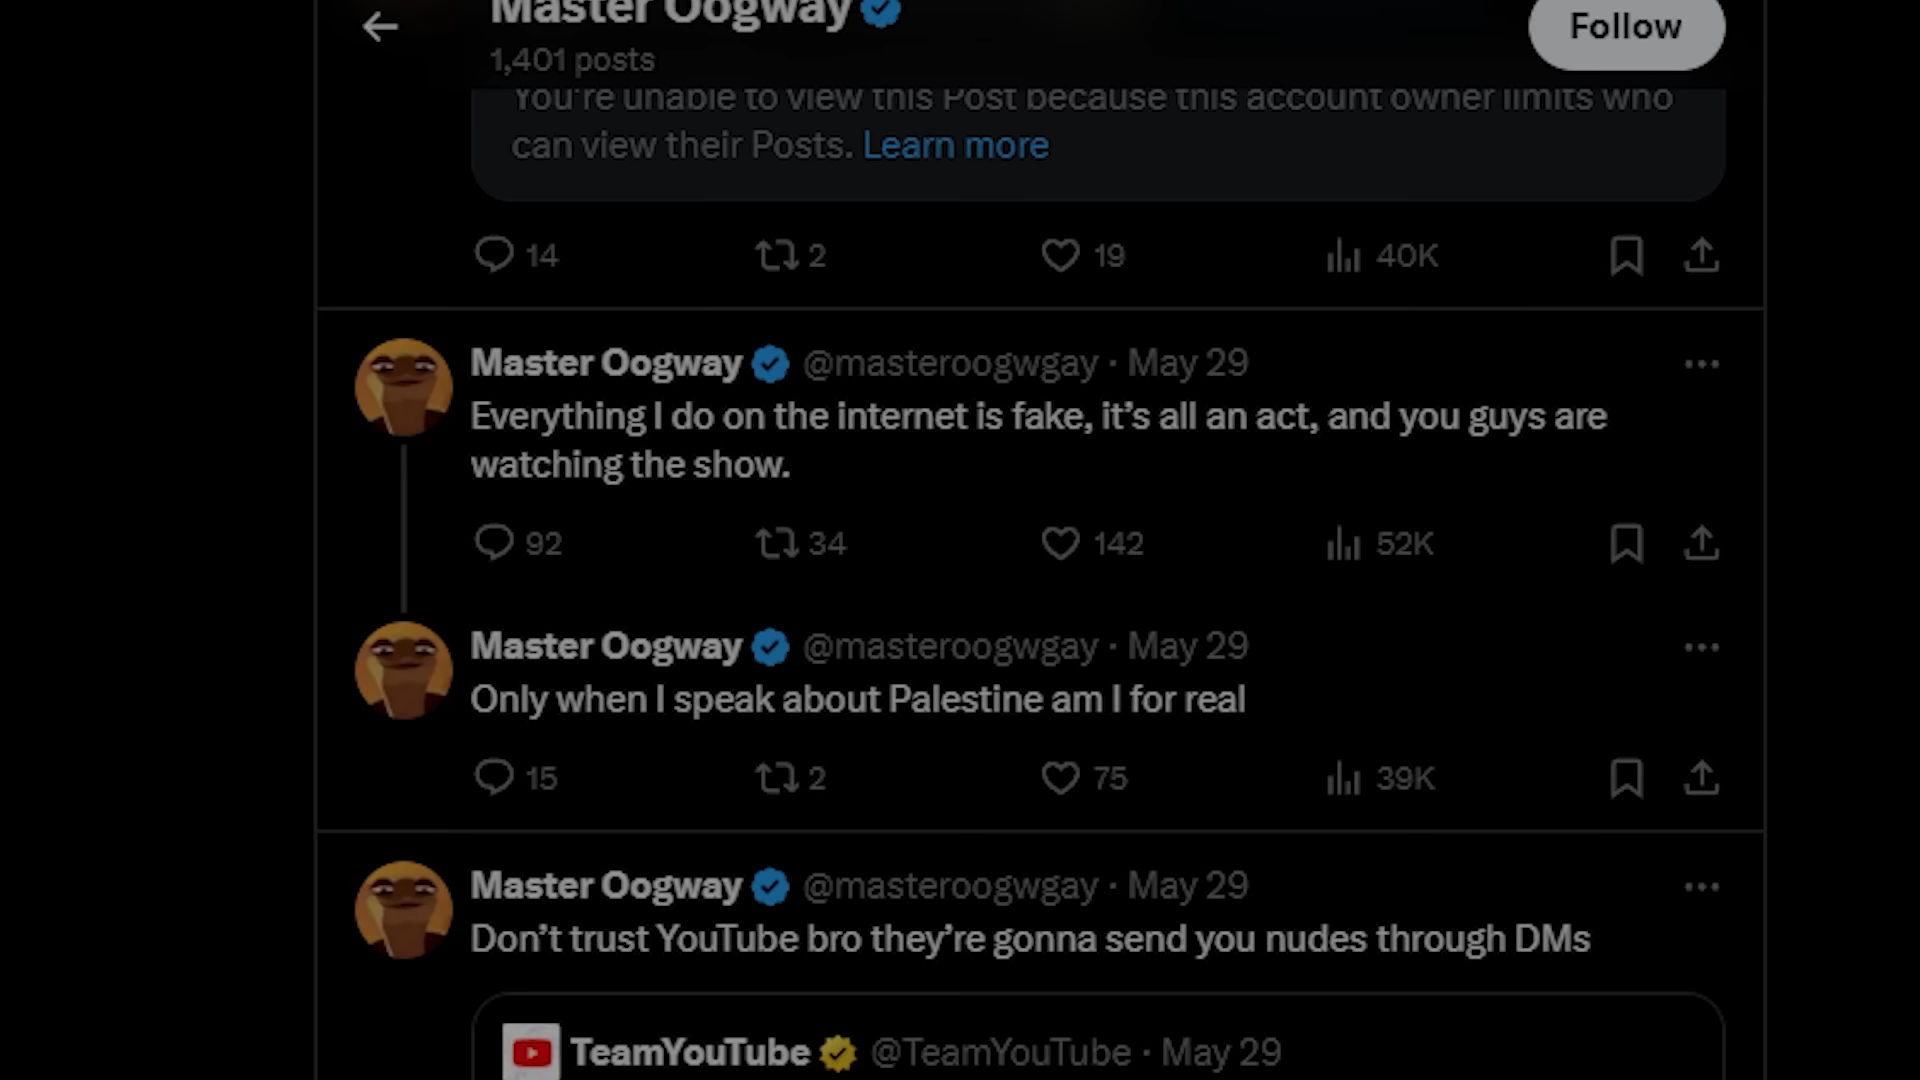 Master Oogway
1,401 posts
Follow
You're unable to view this Post because this account owner limits who
can view their Posts. Learn more
14 2 19 40K
Master Oogway @masteroogwgay · May 29
Everything I do on the internet is fake, it's all an act, and you guys are
watching the show.
92 34 142 52K
Master Oogway @masteroogwgay · May 29
Only when I speak about Palestine am I for real
15 2 75 39K
Master Oogway @masteroogwgay · May 29
Don't trust YouTube bro they're gonna send you nudes through DMs
TeamYouTube @TeamYouTube · May 29